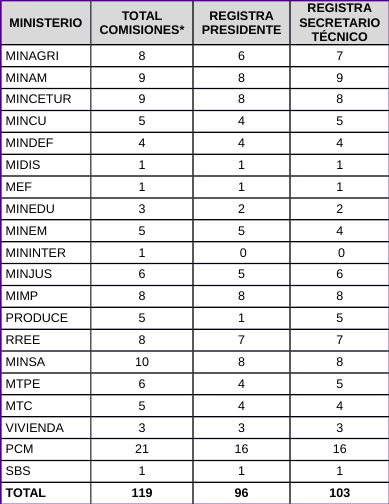 MINISTERIO TOTAL COMISIONES* REGISTRA PRESIDENTE REGISTRA SECRETARIO TÉCNICO
MINAGRI 8 6 7
MINAM 9 8 9
MINCETUR 9 8 8
MINCU 5 4 5
MINDEF 4 4 4
MIDIS 1 1 1
MEF 1 1 1
MINEDU 3 2 2
MINEM 5 5 4
MININTER 1 0 0
MINJUS 6 5 6
MIMP 8 8 8
PRODUCE 5 1 5
RREE 8 7 7
MINSA 10 8 8
MTPE 6 4 5
MTC 5 4 4
VIVIENDA 3 3 3
PCM 21 16 16
SBS 1 1 1
TOTAL 119 96 103